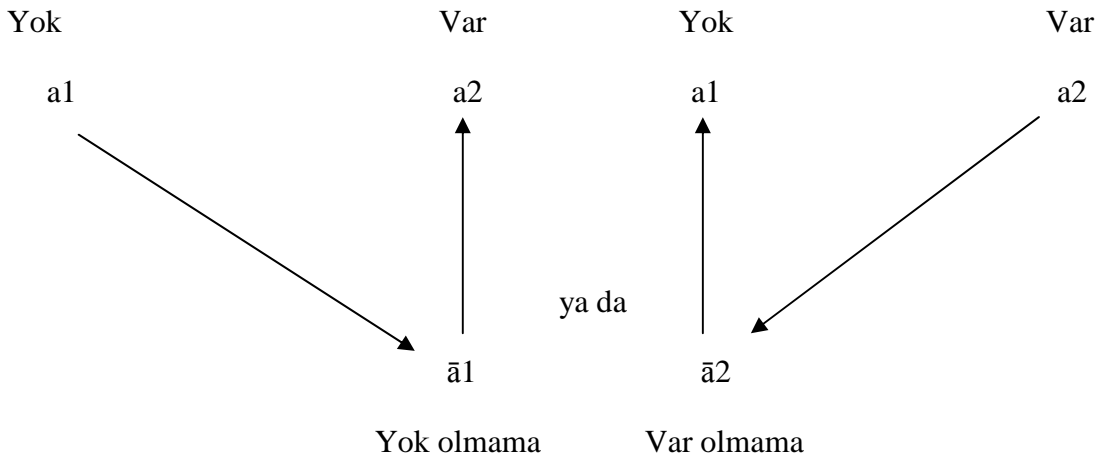 Yok Var Yok Var
a1 a2 a1 a2
ya da
ā1 ā2
Yok olmama Var olmama